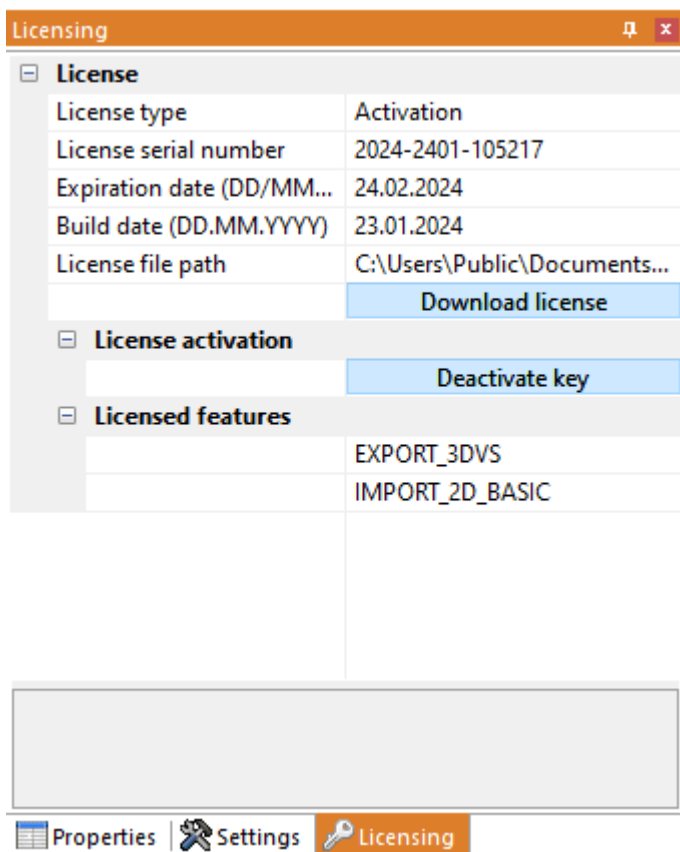 Licensing
License
License type Activation
License serial number 2024-2401-105217
Expiration date (DD/MM... 24.02.2024
Build date (DD.MM.YYYY) 23.01.2024
License file path C:\Users\Public\Documents...
Download license
License activation
Deactivate key
Licensed features
EXPORT_3DVS
IMPORT_2D_BASIC
Properties Settings Licensing